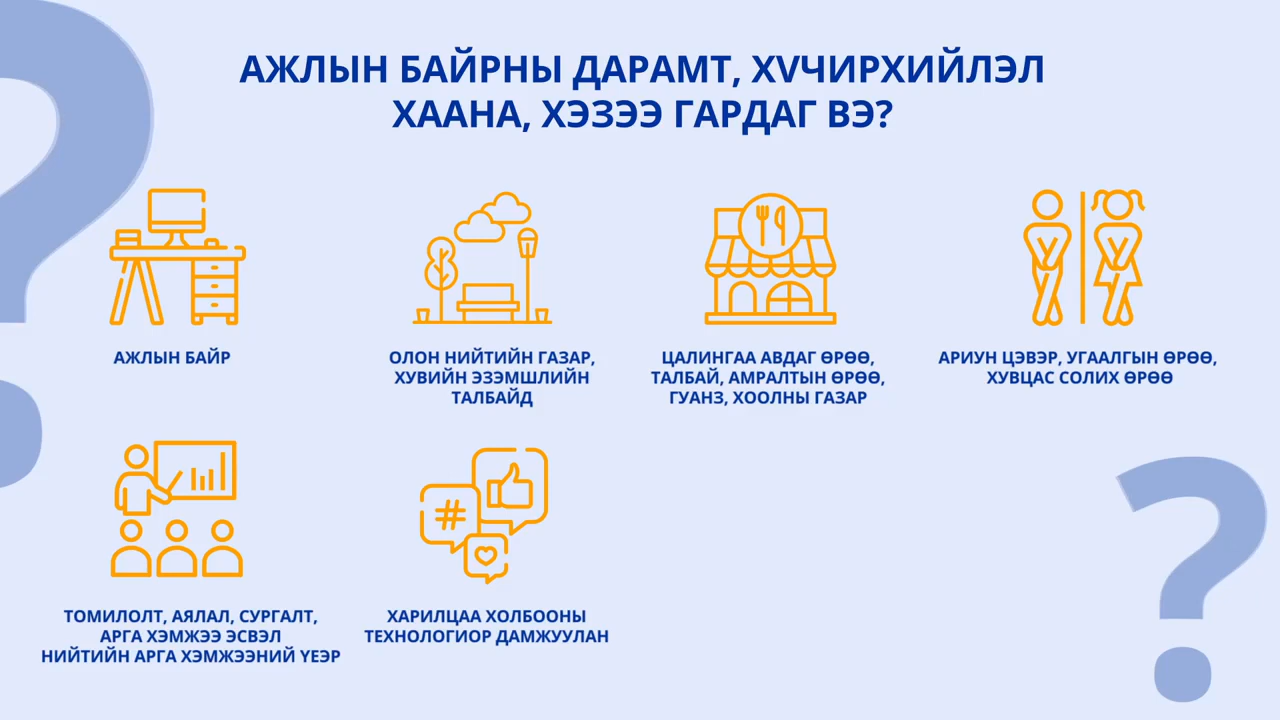 АЖЛЫН БАЙРНЫ ДАРАМТ, ХVЧИРХИЙЛЭЛ
ХААНА, ХЭЗЭЭ ГАРДАГ ВЭ?
АЖЛЫН БАЙР
ОЛОН НИЙТИЙН ГАЗАР,
ХУВИЙН ЭЗЭМШЛИЙН
ТАЛБАЙД
ЦАЛИНГАА АВДАГ ӨРӨӨ,
ТАЛБАЙ, АМРАЛТЫН ӨРӨӨ,
ГУАНЗ, ХООЛНЫ ГАЗАР
АРИУН ЦЭВЭР, УГААЛГЫН ӨРӨӨ,
ХУВЦАС СОЛИХ ӨРӨӨ
ТОМИЛОЛТ, АЯЛАЛ, СУРГАЛТ,
АРГА ХЭМЖЭЭ ЭСВЭЛ
НИЙТИЙН АРГА ХЭМЖЭЭНИЙ ҮЕЭР
#
ХАРИЛЦАА ХОЛБООНЫ
ТЕХНОЛОГИОР ДАМЖУУЛАН